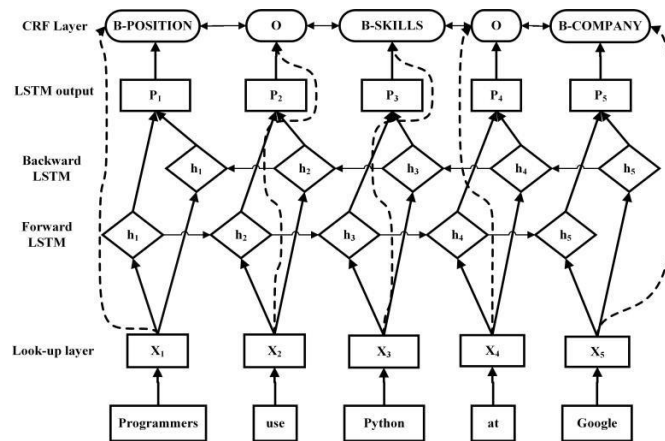 CRF Layer B-POSITION O B-SKILLS O B-COMPANY
LSTM output P1 P2 P3 P4 P5
Backward
LSTM
h1 h2 h3 h4 h5
Forward
LSTM
h1 h2 h3 h4 h5
Look-up layer X1 X2 X3 X4 X5
Programmers use Python at Google